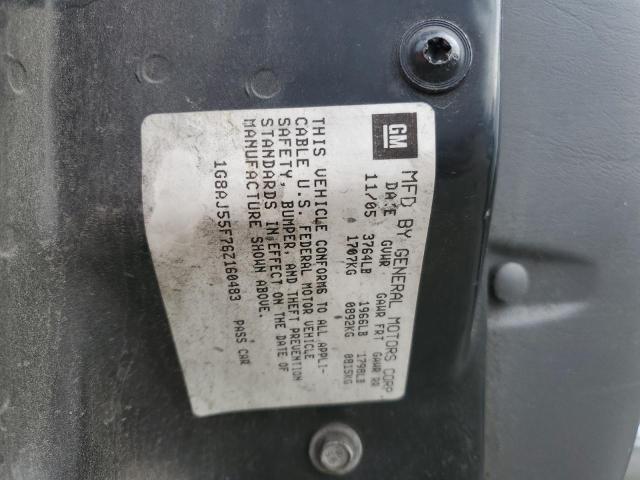 GM MFD BY GENERAL MOTORS CORP
DATE GVWR GAWR FRT GAWR RR
11/05 3764LB 1966LB 1798LB
1707KG 0892KG 0815KG
THIS VEHICLE CONFORMS TO ALL APPLI-
CABLE U.S. FEDERAL MOTOR VEHICLE
SAFETY, BUMPER, AND THEFT PREVENTION
STANDARDS IN EFFECT ON THE DATE OF
MANUFACTURE SHOWN ABOVE.
1G8AJ55F76Z160483 PASS CAR